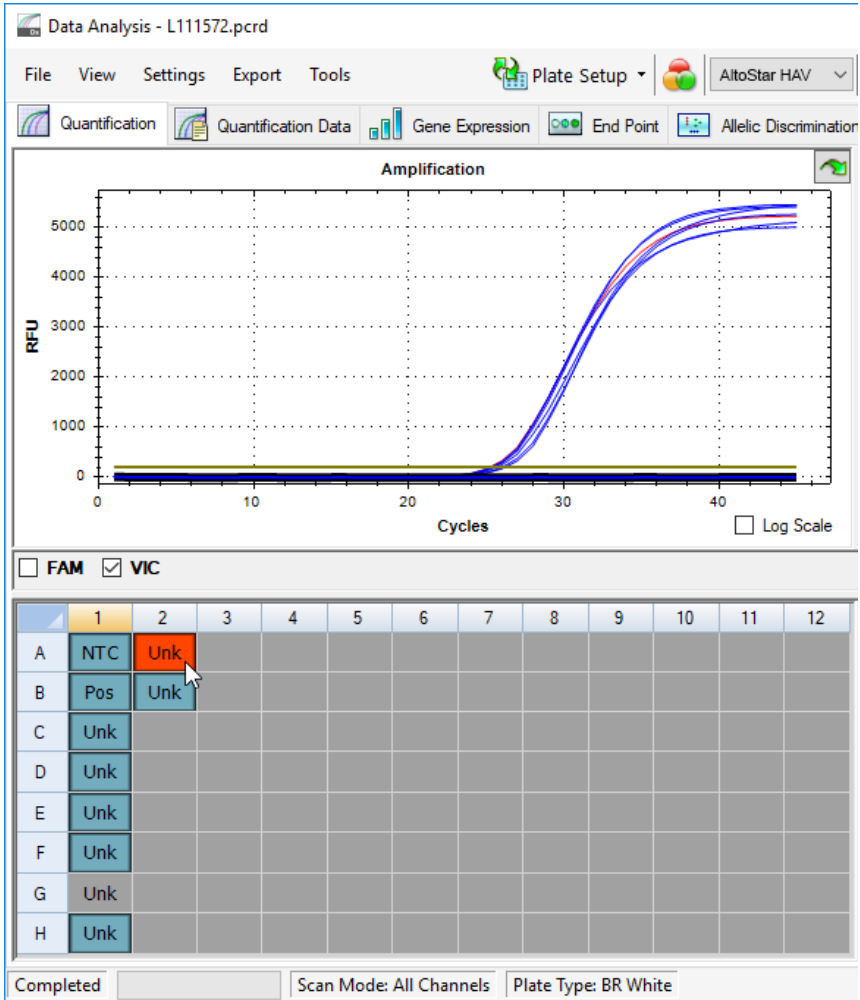 Data Analysis - L111572.pcrd
File View Settings Export Tools Plate Setup AltoStar HAV
Quantification Quantification Data Gene Expression End Point Allelic Discrimination
Amplification
5000
4000
3000
2000
1000
0
RFU
0 10 20 30 40
Cycles
Log Scale
FAM VIC
1 2 3 4 5 6 7 8 9 10 11 12
A NTC Unk
B Pos Unk
C Unk
D Unk
E Unk
F Unk
G Unk
H Unk
Completed Scan Mode: All Channels Plate Type: BR White